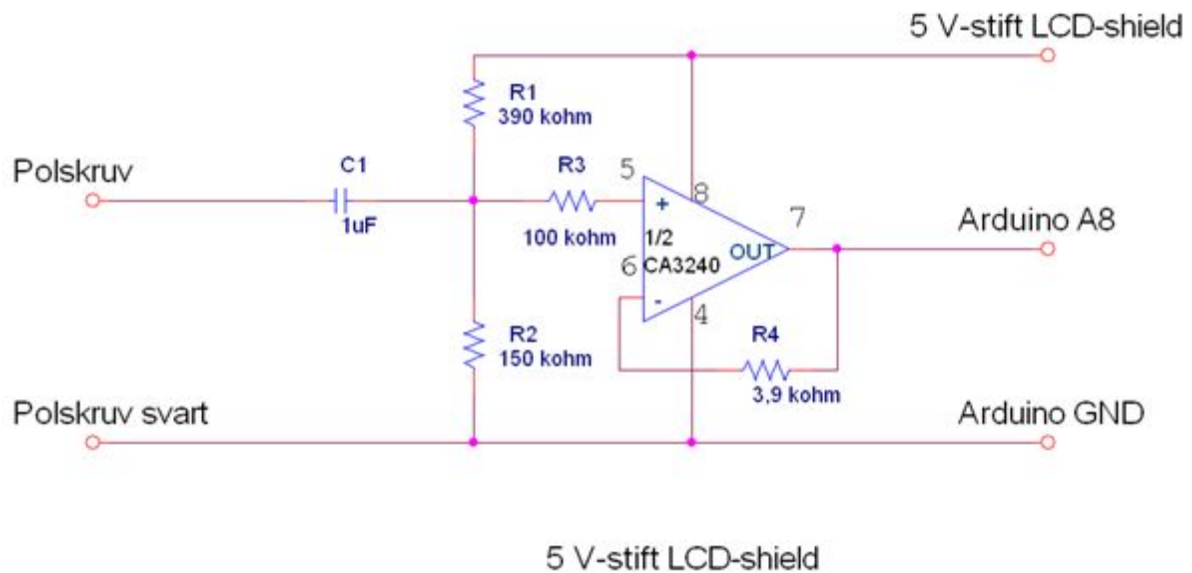 5 V-stift LCD-shield
R1
390 kohm
Polskruv
C1
1uF
R3
100 kohm
5
+
8
1/2
CA3240
OUT
7
Arduino A8
6
-
4
R2
150 kohm
R4
3,9 kohm
Polskruv svart
Arduino GND
5 V-stift LCD-shield